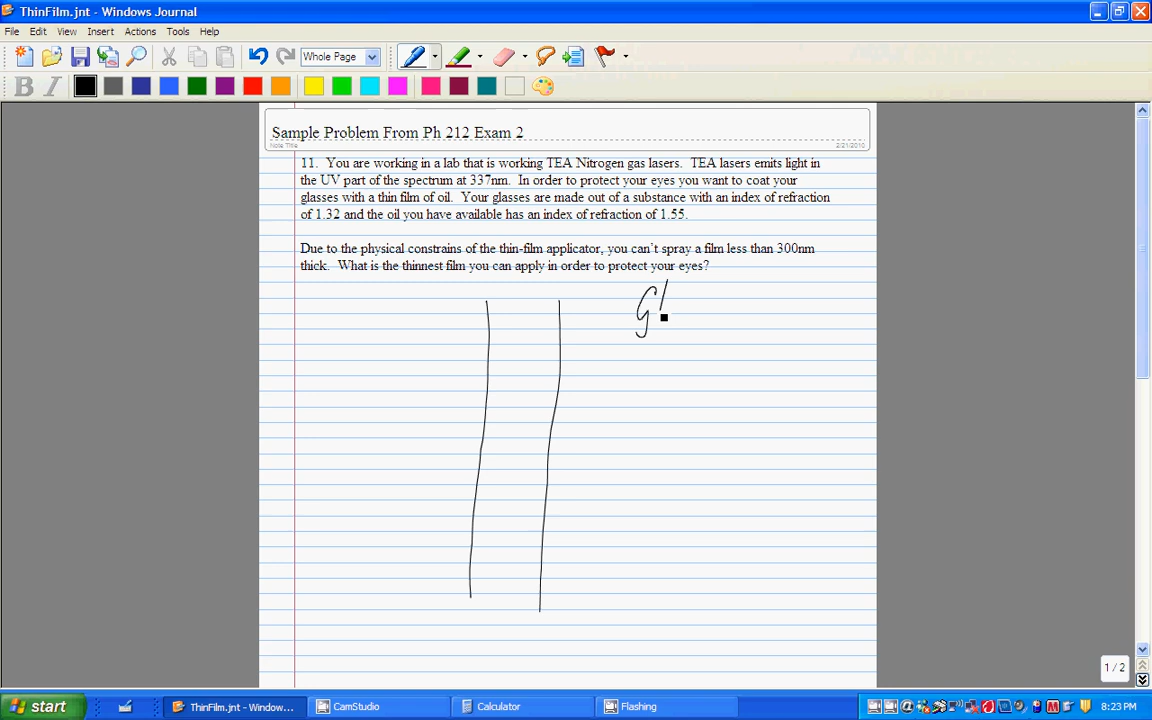 ThinFilm.jnt - Windows Journal
File Edit View Insert Actions Tools Help
Whole Page
B I
Sample Problem From Ph 212 Exam 2
Note Title
2/21/2010
11. You are working in a lab that is working TEA Nitrogen gas lasers. TEA lasers emits light in
the UV part of the spectrum at 337nm. In order to protect your eyes you want to coat your
glasses with a thin film of oil. Your glasses are made out of a substance with an index of refraction
of 1.32 and the oil you have available has an index of refraction of 1.55.
Due to the physical constrains of the thin-film applicator, you can't spray a film less than 300nm
thick. What is the thinnest film you can apply in order to protect your eyes?
gl
1 / 2
start ThinFilm.jnt - Window... CamStudio Calculator Flashing 8:23 PM